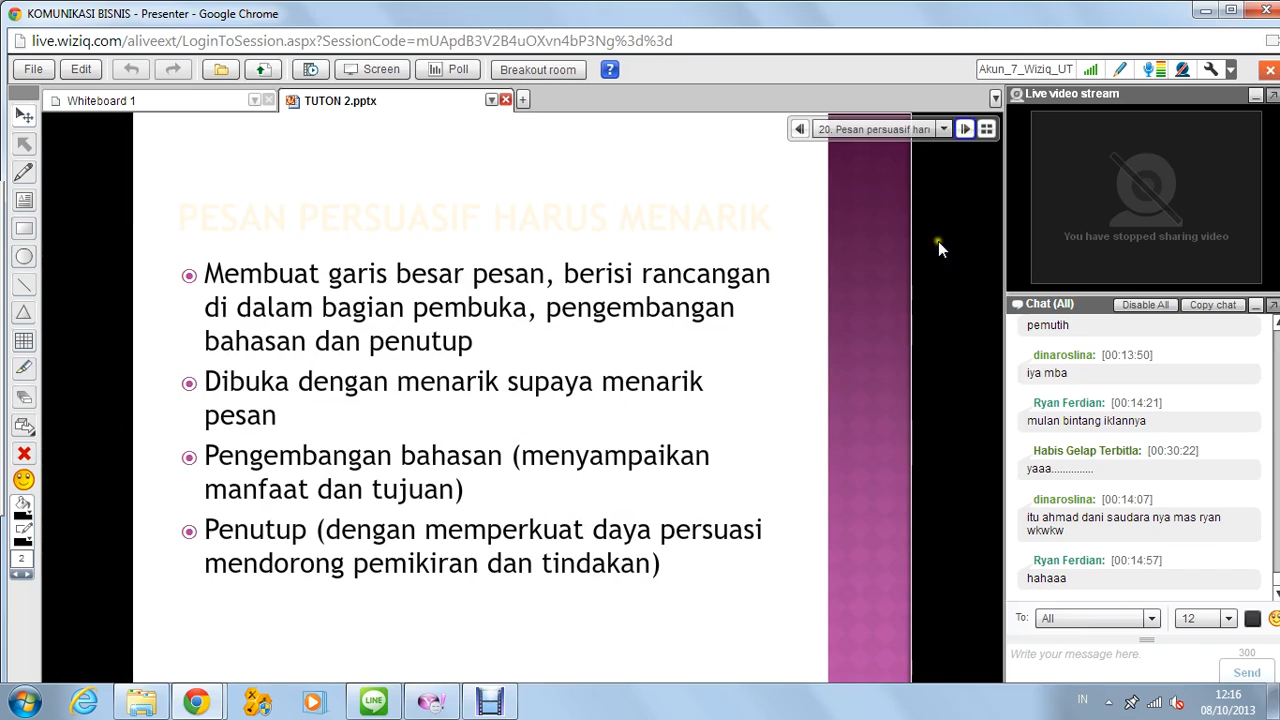 KOMUNIKASI BISNIS - Presenter - Google Chrome
live.wiziq.com/aliveext/LoginToSession.aspx?SessionCode=mUApdB3V2B4uOXvn4bP3Ng%3d%3d
File Edit Screen Poll Breakout room ? Akun_7_Wiziq_UT
Whiteboard 1 TUTON 2.pptx
Live video stream
20. Pesan persuasif haru
You have stopped sharing video
PESAN PERSUASIF HARUS MENARIK
Membuat garis besar pesan, berisi rancangan
di dalam bagian pembuka, pengembangan
bahasan dan penutup
Dibuka dengan menarik supaya menarik
pesan
Pengembangan bahasan (menyampaikan
manfaat dan tujuan)
Penutup (dengan memperkuat daya persuasi
mendorong pemikiran dan tindakan)
2
Chat (All) Disable All Copy chat
pemutih
dinaroslina: [00:13:50]
iya mba
Ryan Ferdian: [00:14:21]
mulan bintang iklannya
Habis Gelap Terbitla: [00:30:22]
yaaa...............
dinaroslina: [00:14:07]
itu ahmad dani saudara nya mas ryan
wkwkw
Ryan Ferdian: [00:14:57]
hahaaa
To: All 12
Write your message here. 300
Send
LINE
IN 12:16
08/10/2013